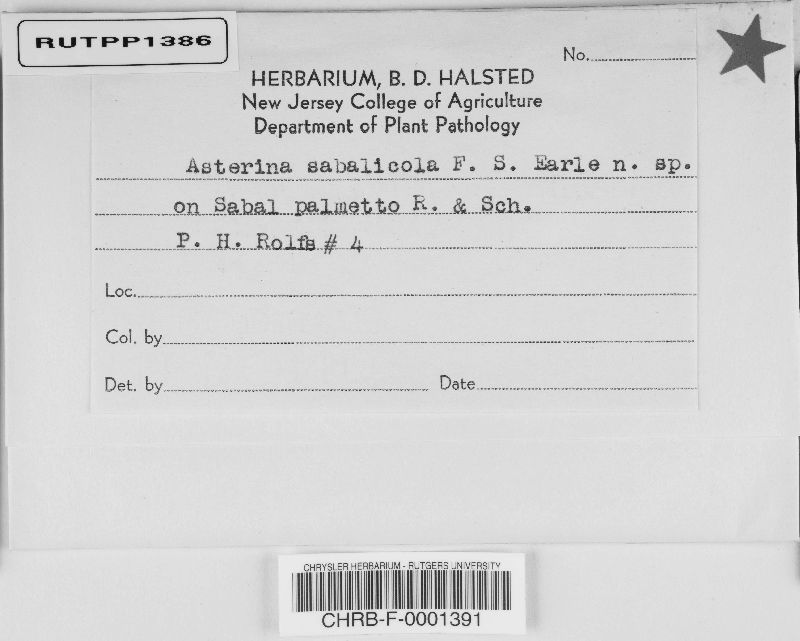 RUTPP1386
No.
HERBARIUM, B. D. HALSTED
New Jersey College of Agriculture
Department of Plant Pathology
Asterina sabalicola F. S. Earle n. sp.
on Sabal palmetto R. & Sch.
P. H. Rolfs # 4
Loc.
Col. by
Det. by Date
CHRYSLER HERBARIUM - RUTGERS UNIVERSITY
CHRB-F-0001391